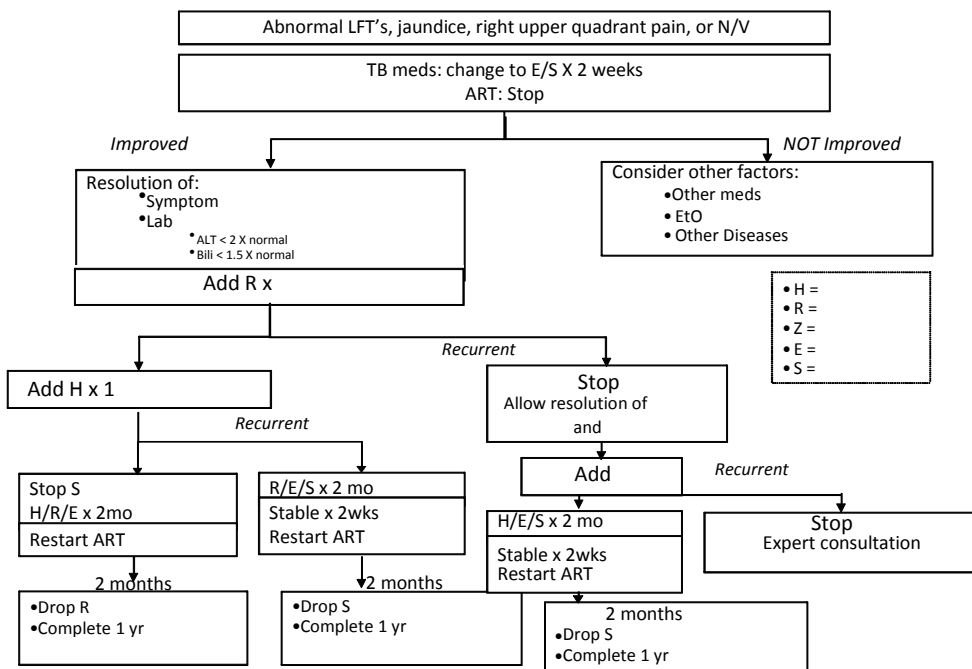 Abnormal LFT's, jaundice, right upper quadrant pain, or N/V
TB meds: change to E/S X 2 weeks
ART: Stop
Improved
NOT Improved
Resolution of:
•Symptom
•Lab
•ALT < 2 X normal
•Bili < 1.5 X normal
Consider other factors:
•Other meds
•EtO
•Other Diseases
Add R x
• H =
• R =
• Z =
• E =
• S =
Recurrent
Add H x 1
Stop
Allow resolution of
and
Recurrent
Add
Recurrent
Stop S
H/R/E x 2mo
Restart ART
R/E/S x 2 mo
Stable x 2wks
Restart ART
H/E/S x 2 mo
Stable x 2wks
Restart ART
Stop
Expert consultation
2 months
•Drop R
•Complete 1 yr
2 months
•Drop S
•Complete 1 yr
2 months
•Drop S
•Complete 1 yr